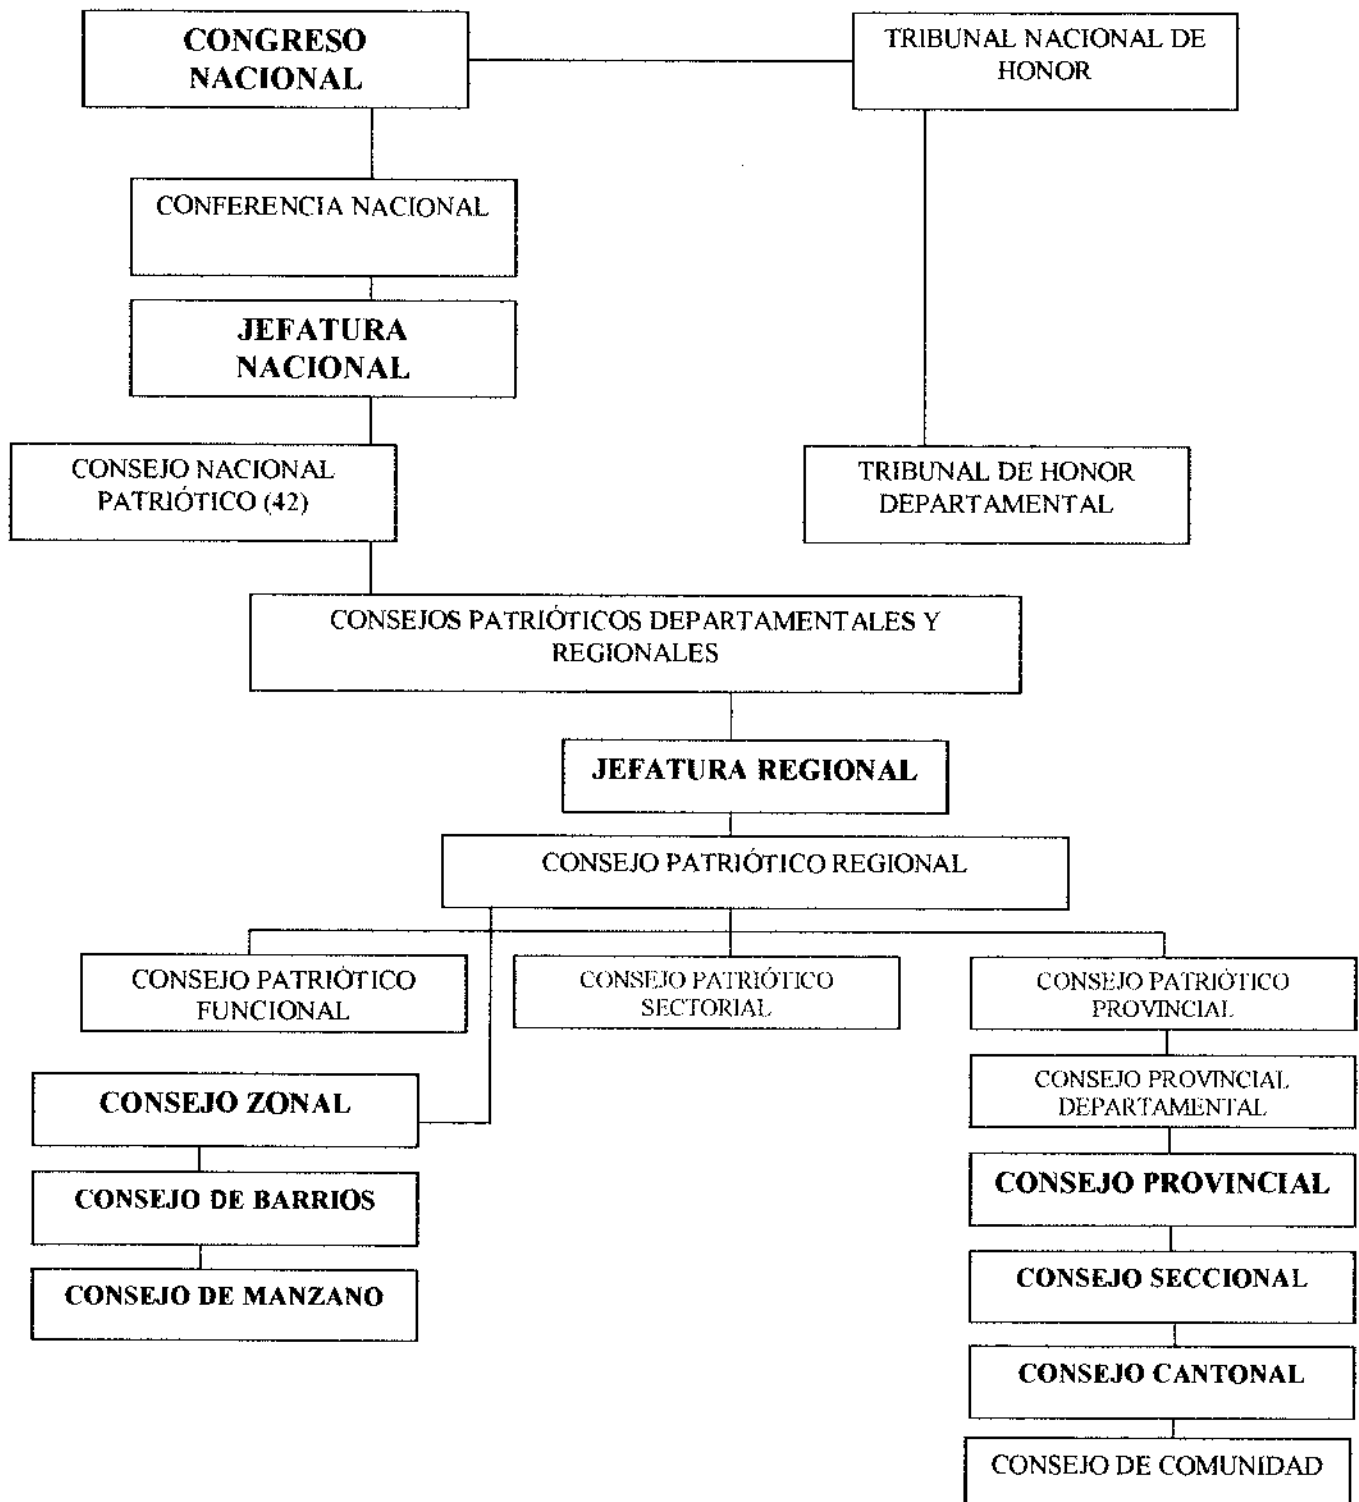 CONGRESO
NACIONAL
TRIBUNAL NACIONAL DE
HONOR
CONFERENCIA NACIONAL
JEFATURA
NACIONAL
CONSEJO NACIONAL
PATRIÓTICO (42)
TRIBUNAL DE HONOR
DEPARTAMENTAL
CONSEJOS PATRIÓTICOS DEPARTAMENTALES Y
REGIONALES
JEFATURA REGIONAL
CONSEJO PATRIÓTICO REGIONAL
CONSEJO PATRIÓTICO
FUNCIONAL
CONSEJO PATRIÓTICO
SECTORIAL
CONSEJO PATRIÓTICO
PROVINCIAL
CONSEJO ZONAL
CONSEJO DE BARRIOS
CONSEJO DE MANZANO
CONSEJO PROVINCIAL
DEPARTAMENTAL
CONSEJO PROVINCIAL
CONSEJO SECCIONAL
CONSEJO CANTONAL
CONSEJO DE COMUNIDAD